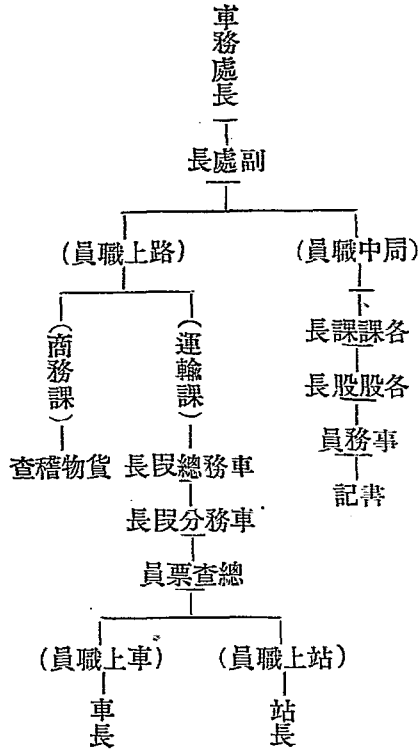 車務處長
副處長
(局中職員)
各課課長
各股股長
事務員
書記
(路上職員)
(運輸課)
車務總段長
車務分段長
總查票員
(站上職員)
站長
(車上職員)
車長
(商務課)
貨物稽查